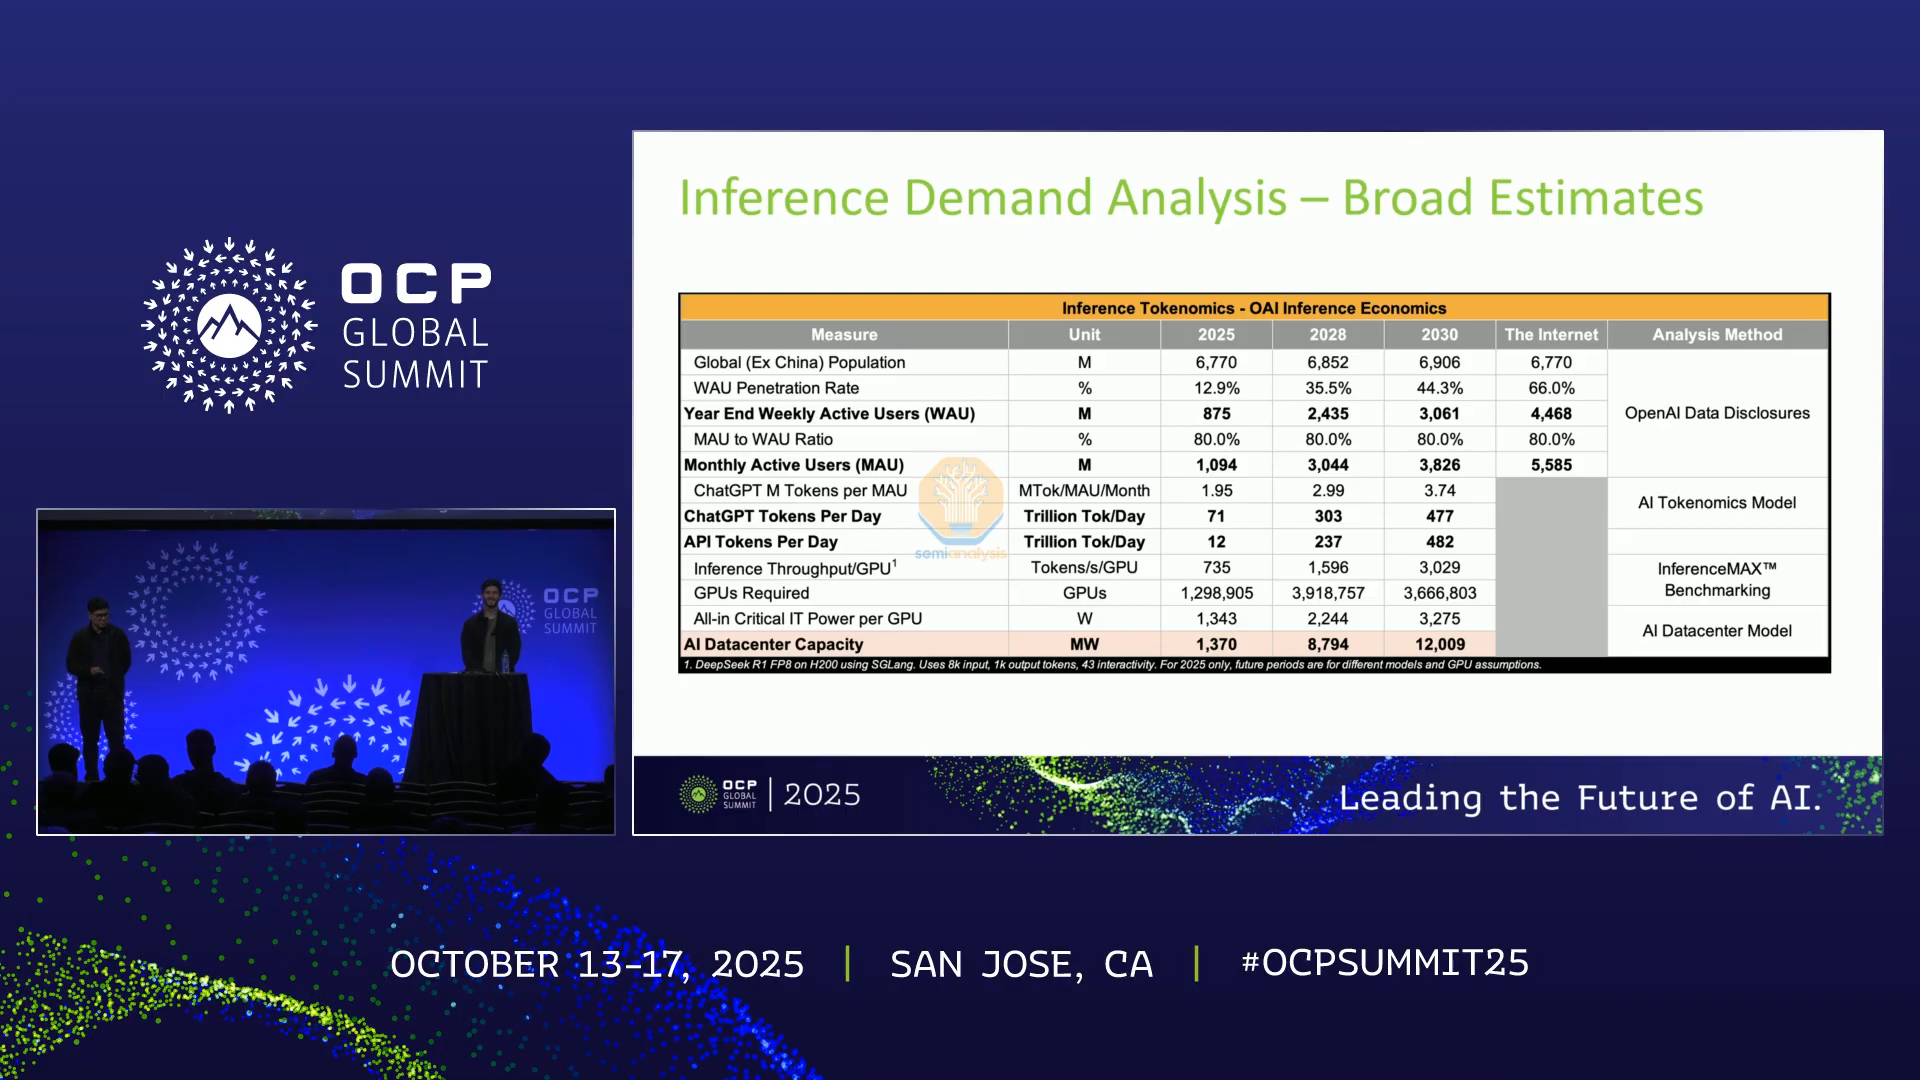 OCP
GLOBAL
SUMMIT
Inference Demand Analysis – Broad Estimates
Inference Tokenomics - OAI Inference Economics
Measure Unit 2025 2028 2030 The Internet Analysis Method
Global (Ex China) Population M 6,770 6,852 6,906 6,770
WAU Penetration Rate % 12.9% 35.5% 44.3% 66.0%
Year End Weekly Active Users (WAU) M 875 2,435 3,061 4,468 OpenAI Data Disclosures
MAU to WAU Ratio % 80.0% 80.0% 80.0% 80.0%
Monthly Active Users (MAU) M 1,094 3,044 3,826 5,585
ChatGPT M Tokens per MAU MTok/MAU/Month 1.95 2.99 3.74
AI Tokenomics Model
ChatGPT Tokens Per Day Trillion Tok/Day 71 303 477
API Tokens Per Day Trillion Tok/Day 12 237 482
semianalysis
Inference Throughput/GPU1 Tokens/s/GPU 735 1,596 3,029
InferenceMAX™
Benchmarking
GPUs Required GPUs 1,298,905 3,918,757 3,666,803
All-in Critical IT Power per GPU W 1,343 2,244 3,275
AI Datacenter Model
AI Datacenter Capacity MW 1,370 8,794 12,009
1. DeepSeek R1 FP8 on H200 using SGLang. Uses 8k input, 1k output tokens, 43 interactivity. For 2025 only, future periods are for different models and GPU assumptions.
OCP
GLOBAL
SUMMIT
OCP
GLOBAL
SUMMIT
2025
Leading the Future of AI.
OCTOBER 13-17, 2025 | SAN JOSE, CA | #OCPSUMMIT25